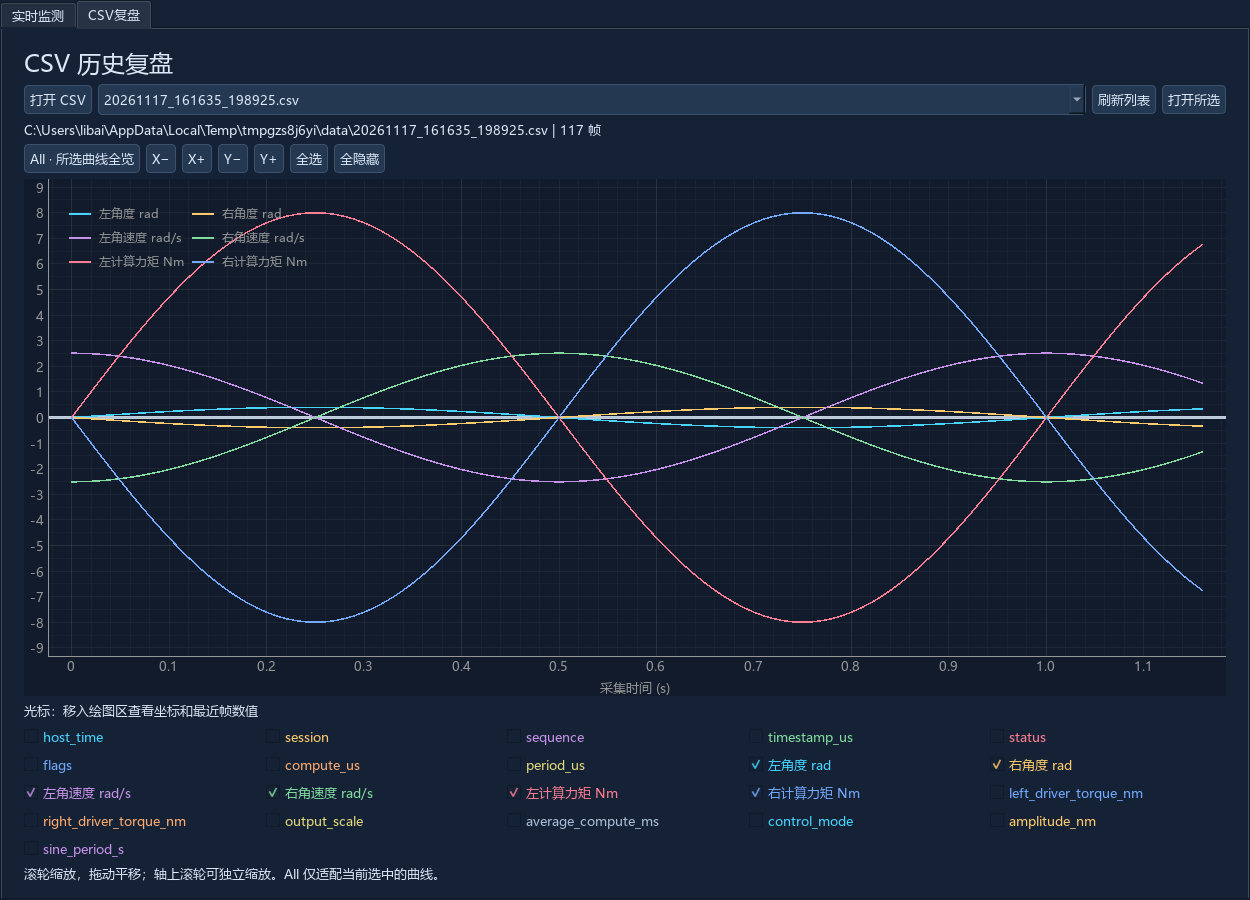 实时监测 CSV复盘
CSV 历史复盘
打开 CSV 20261117_161635_198925.csv 刷新列表 打开所选
C:\Users\libai\AppData\Local\Temp\tmpgzs8j6yi\data\20261117_161635_198925.csv | 117 帧
All · 所选曲线全览 X− X+ Y− Y+ 全选 全隐藏
9
8
7
6
5
4
3
2
1
0
-1
-2
-3
-4
-5
-6
-7
-8
-9
左角度 rad 右角度 rad
左角速度 rad/s 右角速度 rad/s
左计算力矩 Nm 右计算力矩 Nm
0 0.1 0.2 0.3 0.4 0.5 0.6 0.7 0.8 0.9 1.0 1.1
采集时间 (s)
光标：移入绘图区查看坐标和最近帧数值
host_time session sequence timestamp_us status
flags compute_us period_us ✓ 左角度 rad ✓ 右角度 rad
✓ 左角速度 rad/s ✓ 右角速度 rad/s ✓ 左计算力矩 Nm ✓ 右计算力矩 Nm left_driver_torque_nm
right_driver_torque_nm output_scale average_compute_ms control_mode amplitude_nm
sine_period_s
滚轮缩放，拖动平移；轴上滚轮可独立缩放。All 仅适配当前选中的曲线。